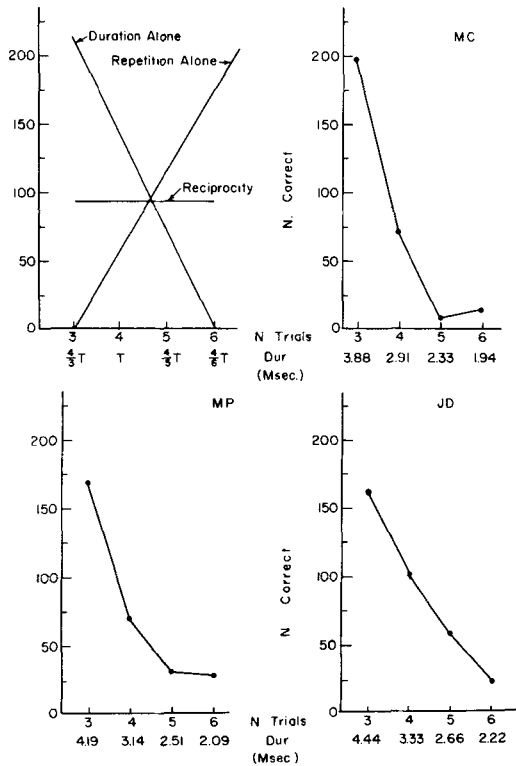 Duration Alone
Repetition Alone
Reciprocity
200
150
100
50
0
3 4 5 6 N Trials
4/3 T T 4/5 T 4/6 T Dur
(Msec.)
MC
N. Correct
200
150
100
50
0
3 4 5 6
3.88 2.91 2.33 1.94
MP
200
150
100
50
0
3 4 5 6 N Trials
4.19 3.14 2.51 2.09 Dur
(Msec)
JD
N Correct
200
150
100
50
0
3 4 5 6
4.44 3.33 2.66 2.22